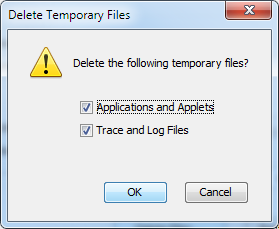 Delete Temporary Files
Delete the following temporary files?
Applications and Applets
Trace and Log Files
OK Cancel